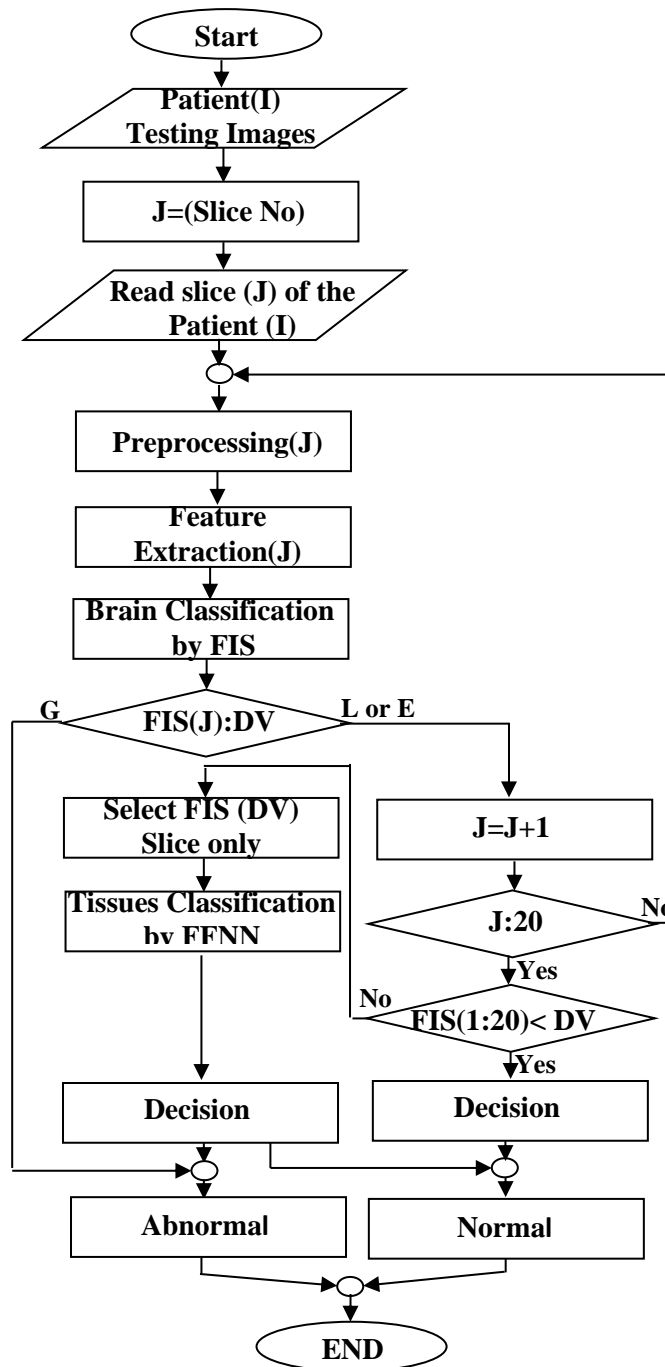 Start
Patient(I)
Testing Images
J=(Slice No)
Read slice (J) of the
Patient (I)
Preprocessing(J)
Feature
Extraction(J)
Brain Classification
by FIS
G
FIS(J):DV
L or E
Select FIS (DV)
Slice only
J=J+1
Tissues Classification
by FFNN
J:20
No
Yes
No
FIS(1:20)< DV
Yes
Decision
Decision
Abnormal
Normal
END